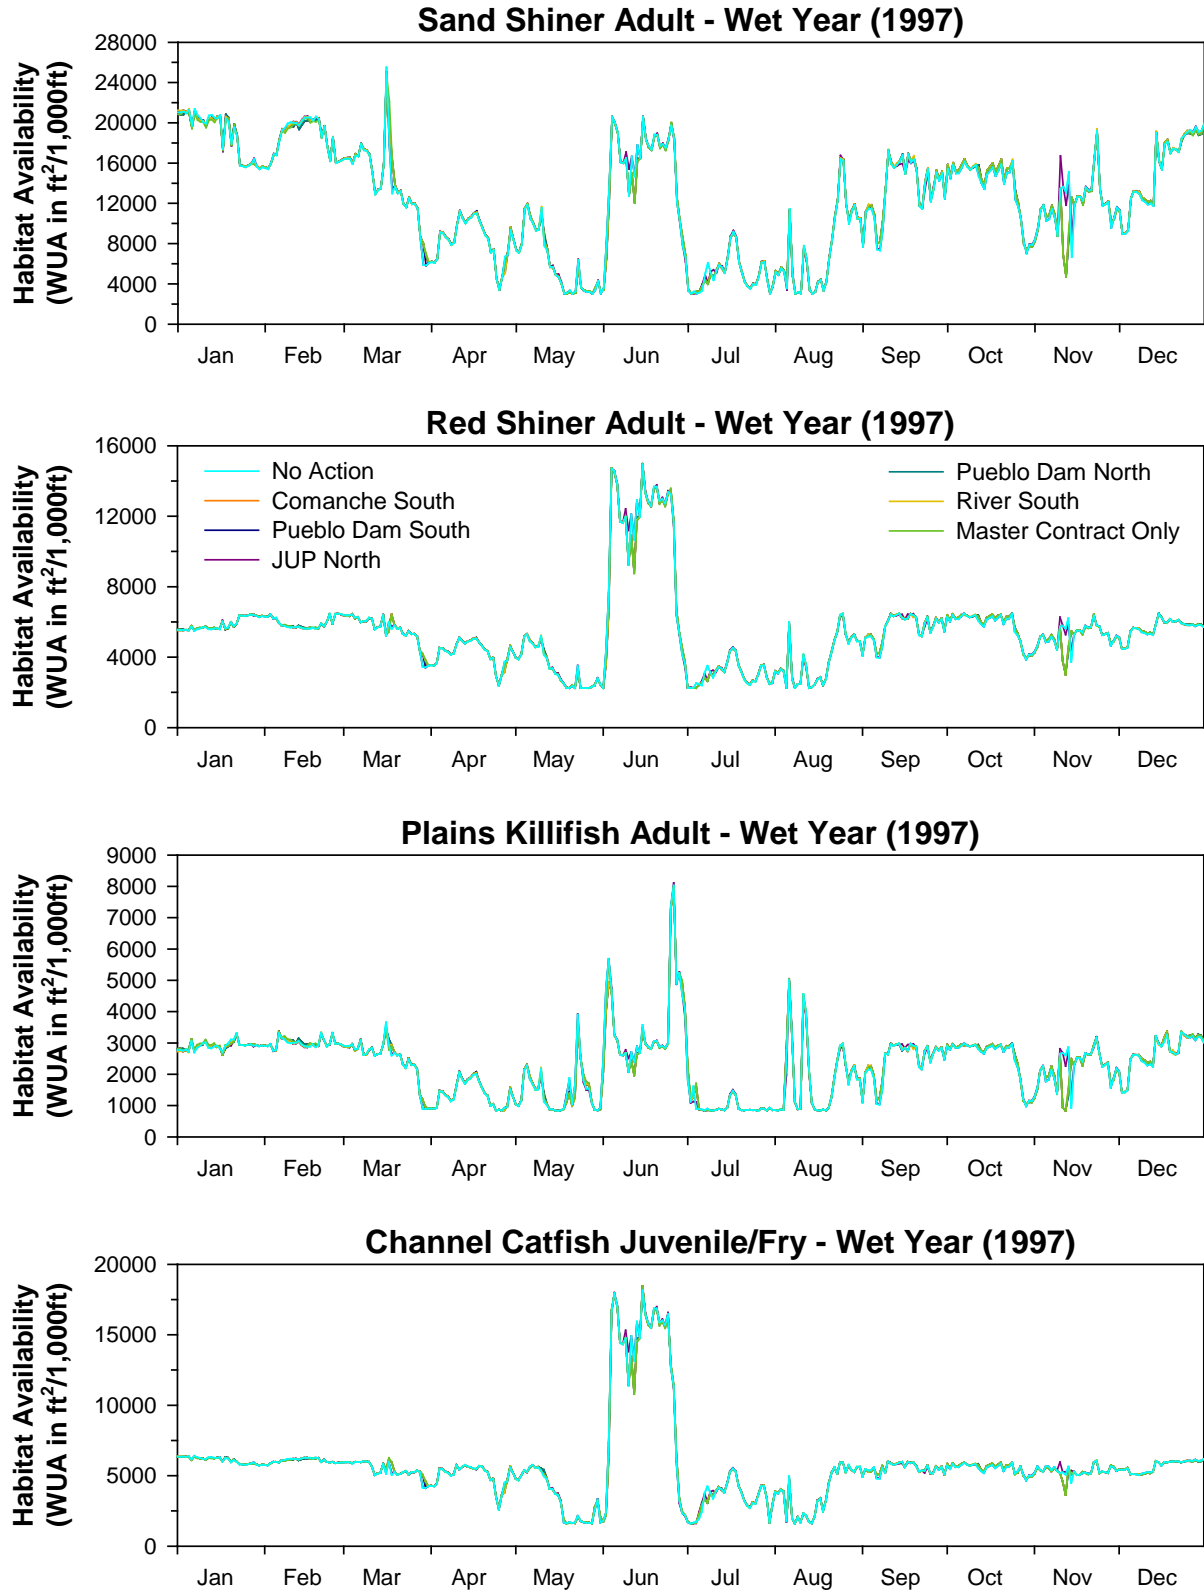 Sand Shiner Adult - Wet Year (1997)
Habitat Availability
(WUA in ft²/1,000ft)
28000
24000
20000
16000
12000
8000
4000
0
Jan Feb Mar Apr May Jun Jul Aug Sep Oct Nov Dec
Red Shiner Adult - Wet Year (1997)
Habitat Availability
(WUA in ft²/1,000ft)
16000
12000
8000
4000
0
No Action
Comanche South
Pueblo Dam South
JUP North
Pueblo Dam North
River South
Master Contract Only
Jan Feb Mar Apr May Jun Jul Aug Sep Oct Nov Dec
Plains Killifish Adult - Wet Year (1997)
Habitat Availability
(WUA in ft²/1,000ft)
9000
8000
7000
6000
5000
4000
3000
2000
1000
0
Jan Feb Mar Apr May Jun Jul Aug Sep Oct Nov Dec
Channel Catfish Juvenile/Fry - Wet Year (1997)
Habitat Availability
(WUA in ft²/1,000ft)
20000
15000
10000
5000
0
Jan Feb Mar Apr May Jun Jul Aug Sep Oct Nov Dec